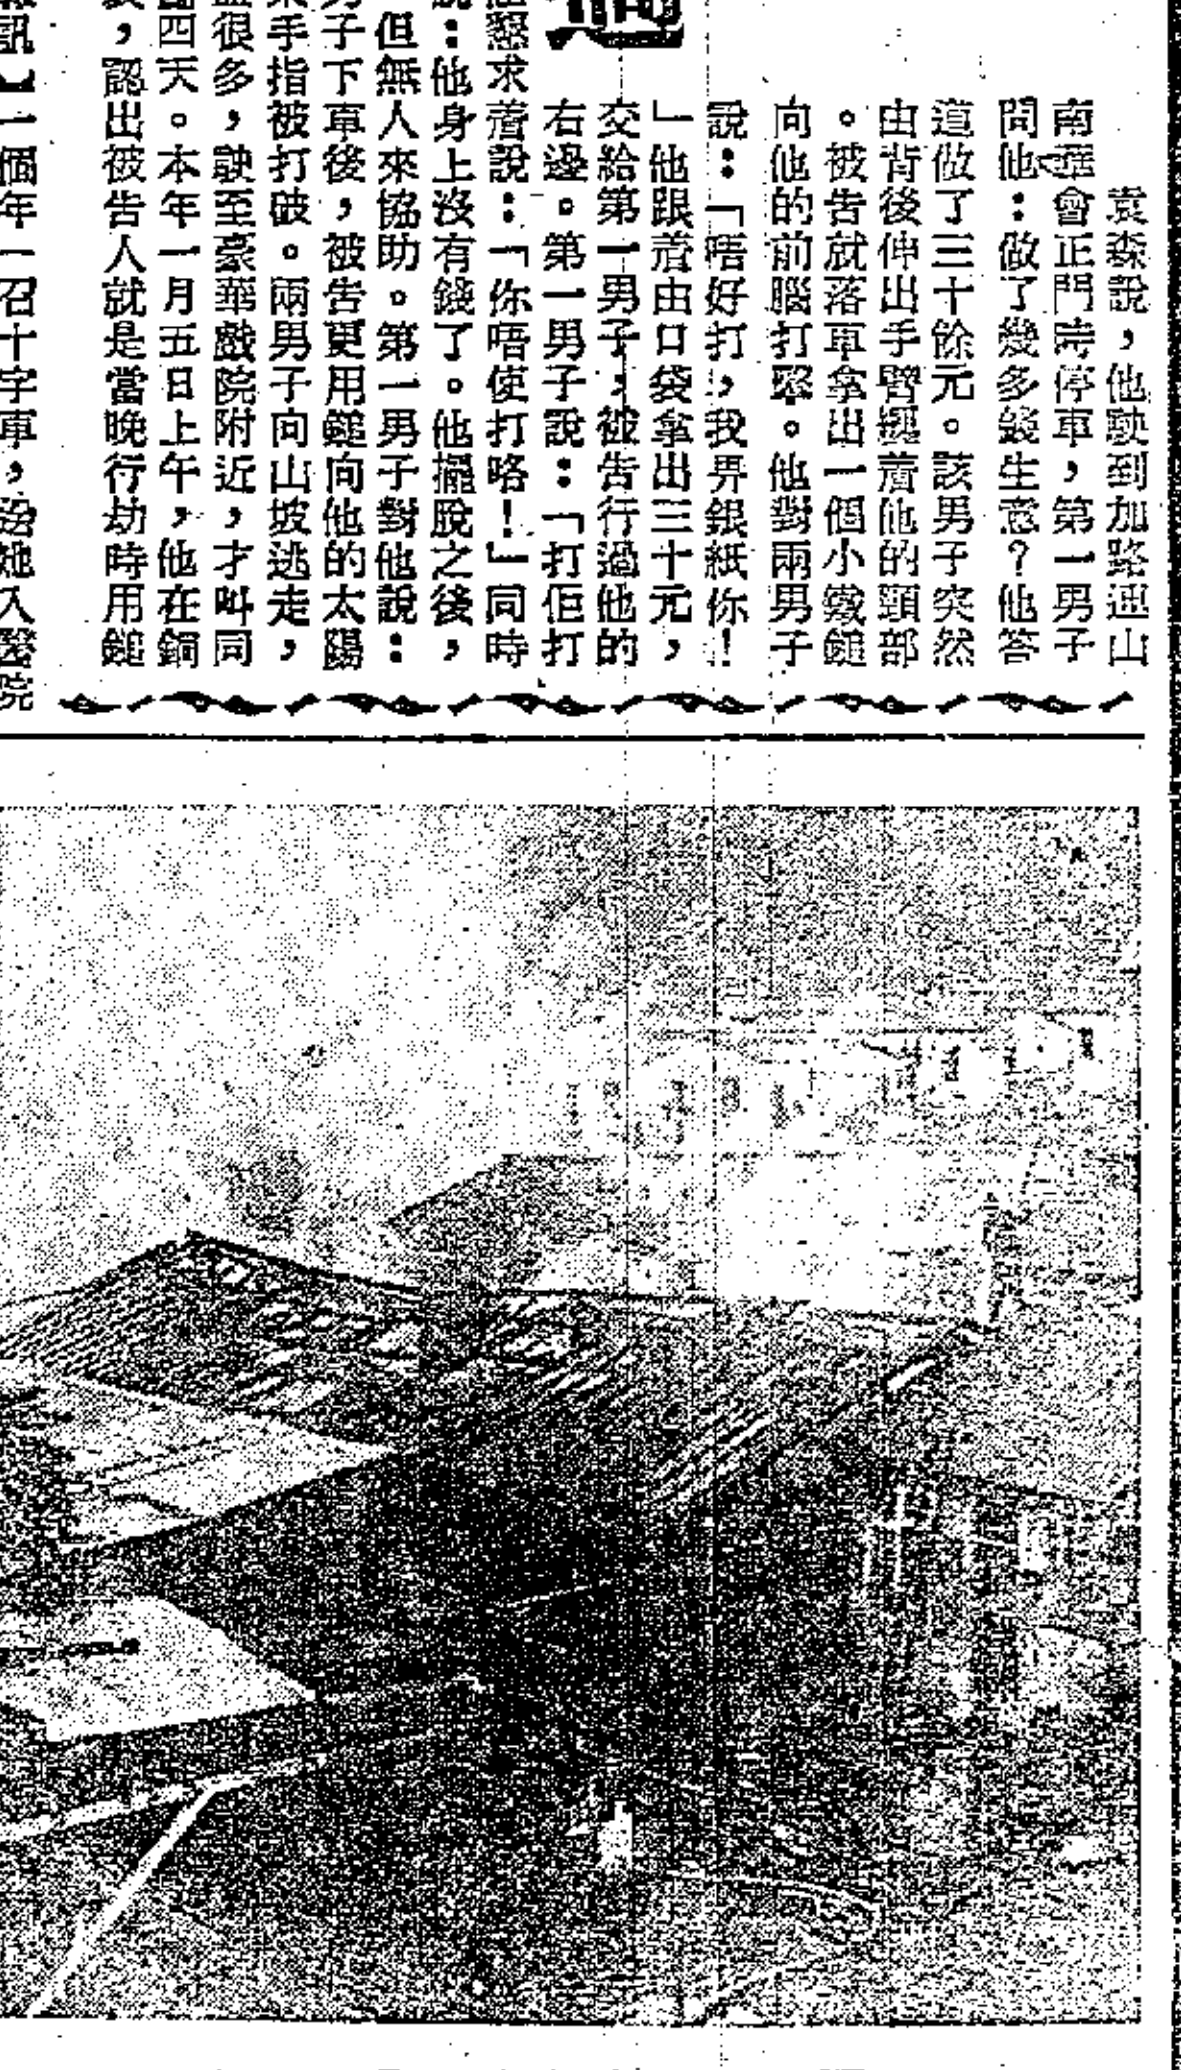 袁森說，他駛到加路連山
南華會正門時停車，第一男子
問他：做了幾多錢生意？他答
道做了三十餘元。該男子突然
由背後伸出手臂纒着他的頸部
。被告就落車拿出一個小鐵鎚
向他的前腦打擊。他對兩男子
說：「唔好打，我畀銀紙你！
」他跟着由口袋拿出三十元，
交給第一男子，被告行過他的
右邊。第一男子說：「打佢打
懇求着說：「你唔使打咯！」同時
：他身上沒有錢了。他擺脫之後，
但無人來協助。第一男子對他說：
子下車後，被告更用鎚向他的太陽
手指被打破。兩男子向山坡逃走，
很多，駛至豪華戲院附近，才叫同
四天。本年一月五日上午，他在銅
，認出被告人就是當晚行劫時用鎚
訊】一個年一召十字車，治她入醫院